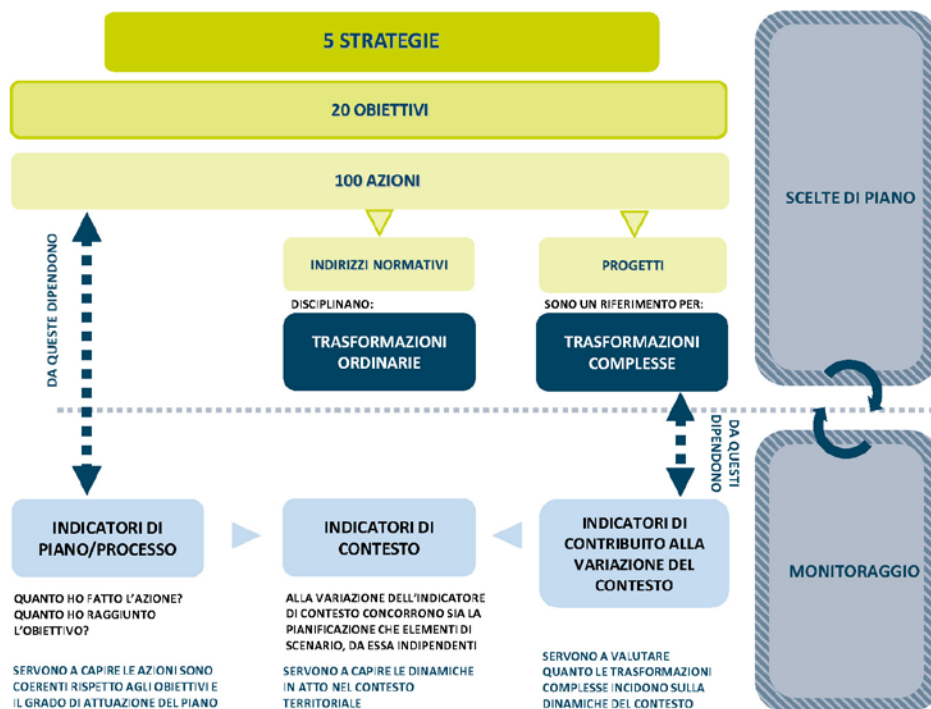 5 STRATEGIE
20 OBIETTIVI
100 AZIONI
INDIRIZZI NORMATIVI
PROGETTI
DISCIPLINANO:
SONO UN RIFERIMENTO PER:
TRASFORMAZIONI
ORDINARIE
TRASFORMAZIONI
COMPLESSE
DA QUESTE DIPENDONO
SCELTE DI PIANO
DA QUESTI
DIPENDONO
INDICATORI DI
PIANO/PROCESSO
INDICATORI DI
CONTESTO
INDICATORI DI
CONTRIBUITO ALLA
VARIAZIONE DEL
CONTESTO
MONITORAGGIO
QUANTO HO FATTO L'AZIONE?
QUANTO HO RAGGIUNTO
L'OBIETTIVO?
ALLA VARIAZIONE DELL'INDICATORE
DI CONTESTO CONCORRONO SIA LA
PIANIFICAZIONE CHE ELEMENTI DI
SCENARIO, DA ESSA INDIPENDENTI
SERVONO A CAPIRE LE AZIONI SONO
COERENTI RISPETTO AGLI OBIETTIVI E
IL GRADO DI ATTUAZIONE DEL PIANO
SERVONO A CAPIRE LE DINAMICHE
IN ATTO NEL CONTESTO
TERRITORIALE
SERVONO A VALUTARE
QUANTO LE TRASFORMAZIONI
COMPLESSE INCIDONO SULLA
DINAMICHE DEL CONTESTO